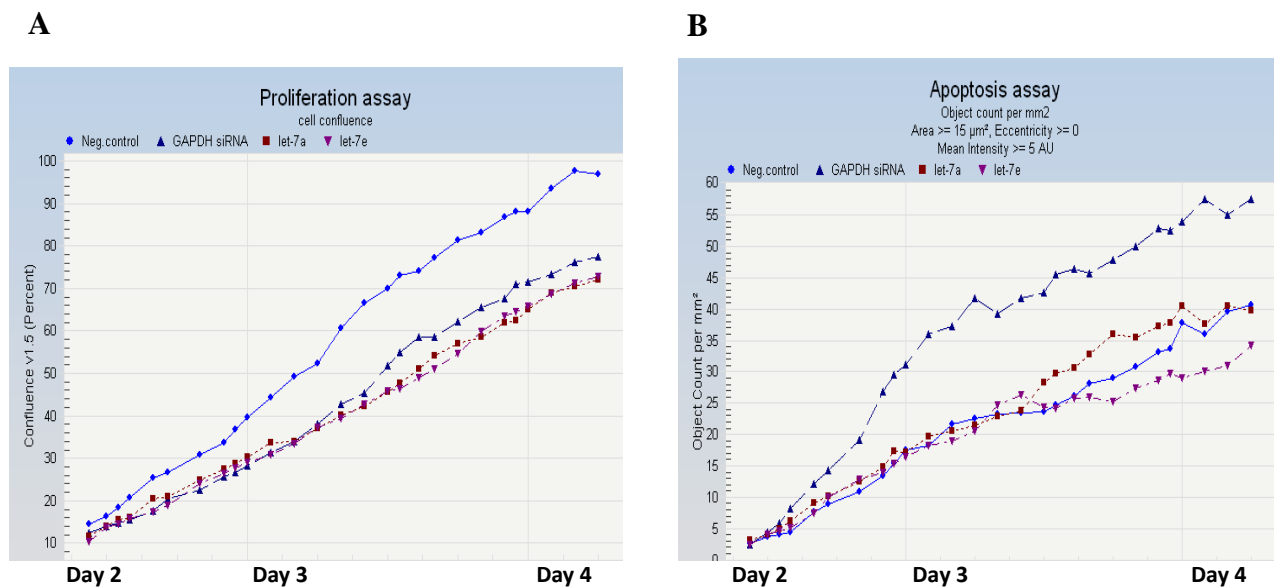 A
Proliferation assay
cell confluence
Neg.control GAPDH siRNA let-7a let-7e
Confluence v1.5 (Percent)
100
90
80
70
60
50
40
30
20
10
Day 2 Day 3 Day 4
B
Apoptosis assay
Object count per mm2
Area >= 15 µm², Eccentricity >= 0
Mean Intensity >= 5 AU
Neg.control GAPDH siRNA let-7a let-7e
Object Count per mm²
60
55
50
45
40
35
30
25
20
15
10
5
0
Day 2 Day 3 Day 4